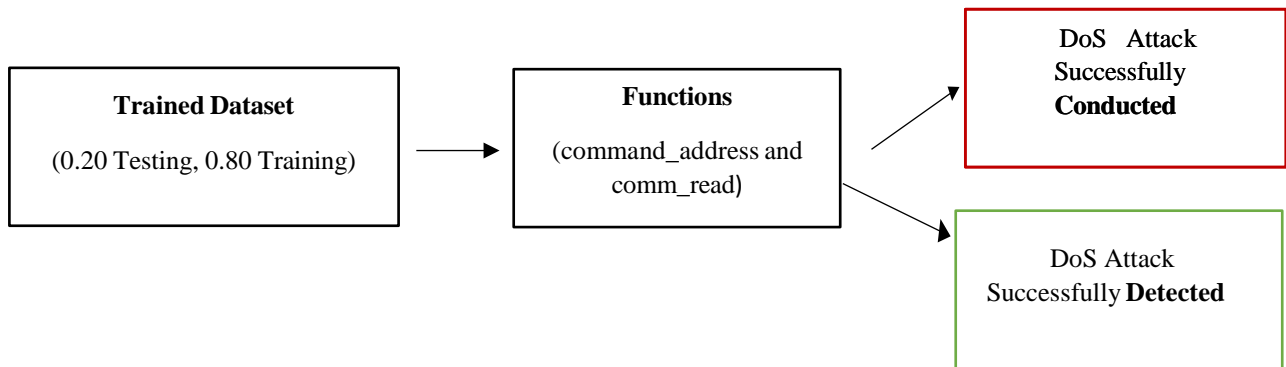 Trained Dataset
(0.20 Testing, 0.80 Training)
Functions
(command_address and
comm_read)
DoS Attack
Successfully
Conducted
DoS Attack
Successfully Detected